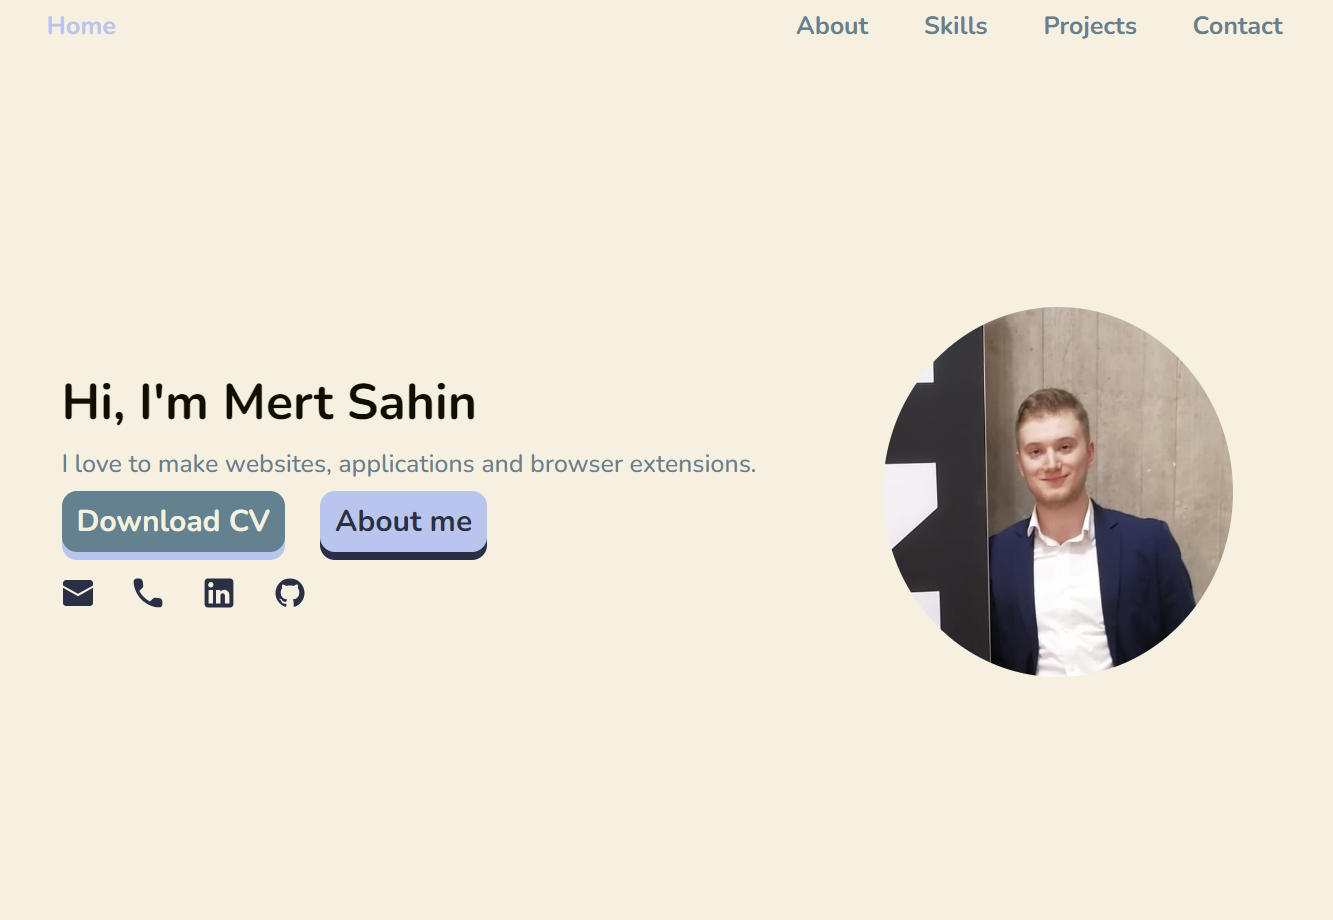 Home About Skills Projects Contact
Hi, I'm Mert Sahin
I love to make websites, applications and browser extensions.
Download CV About me
in